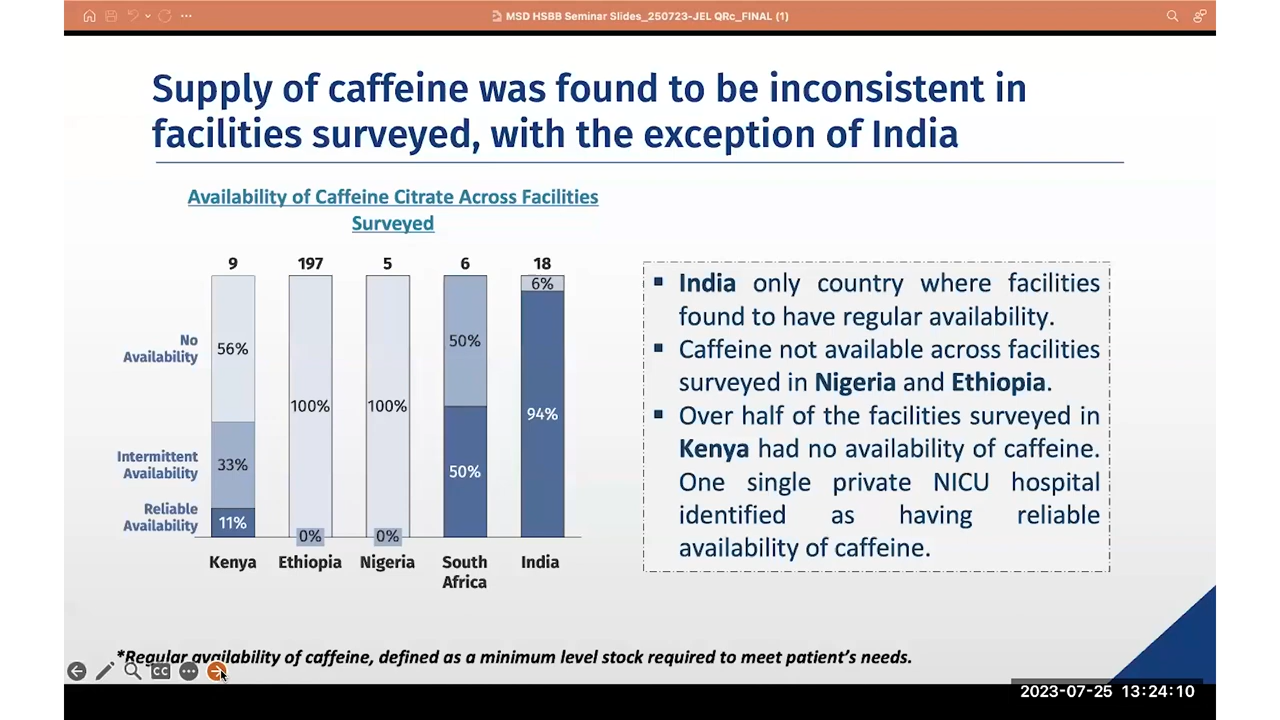 MSD HSBB Seminar Slides_250723-JEL QRc_FINAL (1)
Supply of caffeine was found to be inconsistent in
facilities surveyed, with the exception of India
Availability of Caffeine Citrate Across Facilities
Surveyed
9 197 5 6 18
6%
No
Availability
56%
50%
100%
100%
94%
Intermittent
Availability
33%
50%
Reliable
Availability
11%
0%
0%
Kenya Ethiopia Nigeria South
Africa
India
▪ India only country where facilities
found to have regular availability.
▪ Caffeine not available across facilities
surveyed in Nigeria and Ethiopia.
▪ Over half of the facilities surveyed in
Kenya had no availability of caffeine.
One single private NICU hospital
identified as having reliable
availability of caffeine.
*Regular availability of caffeine, defined as a minimum level stock required to meet patient's needs.
CC
2023-07-25 13:24:10